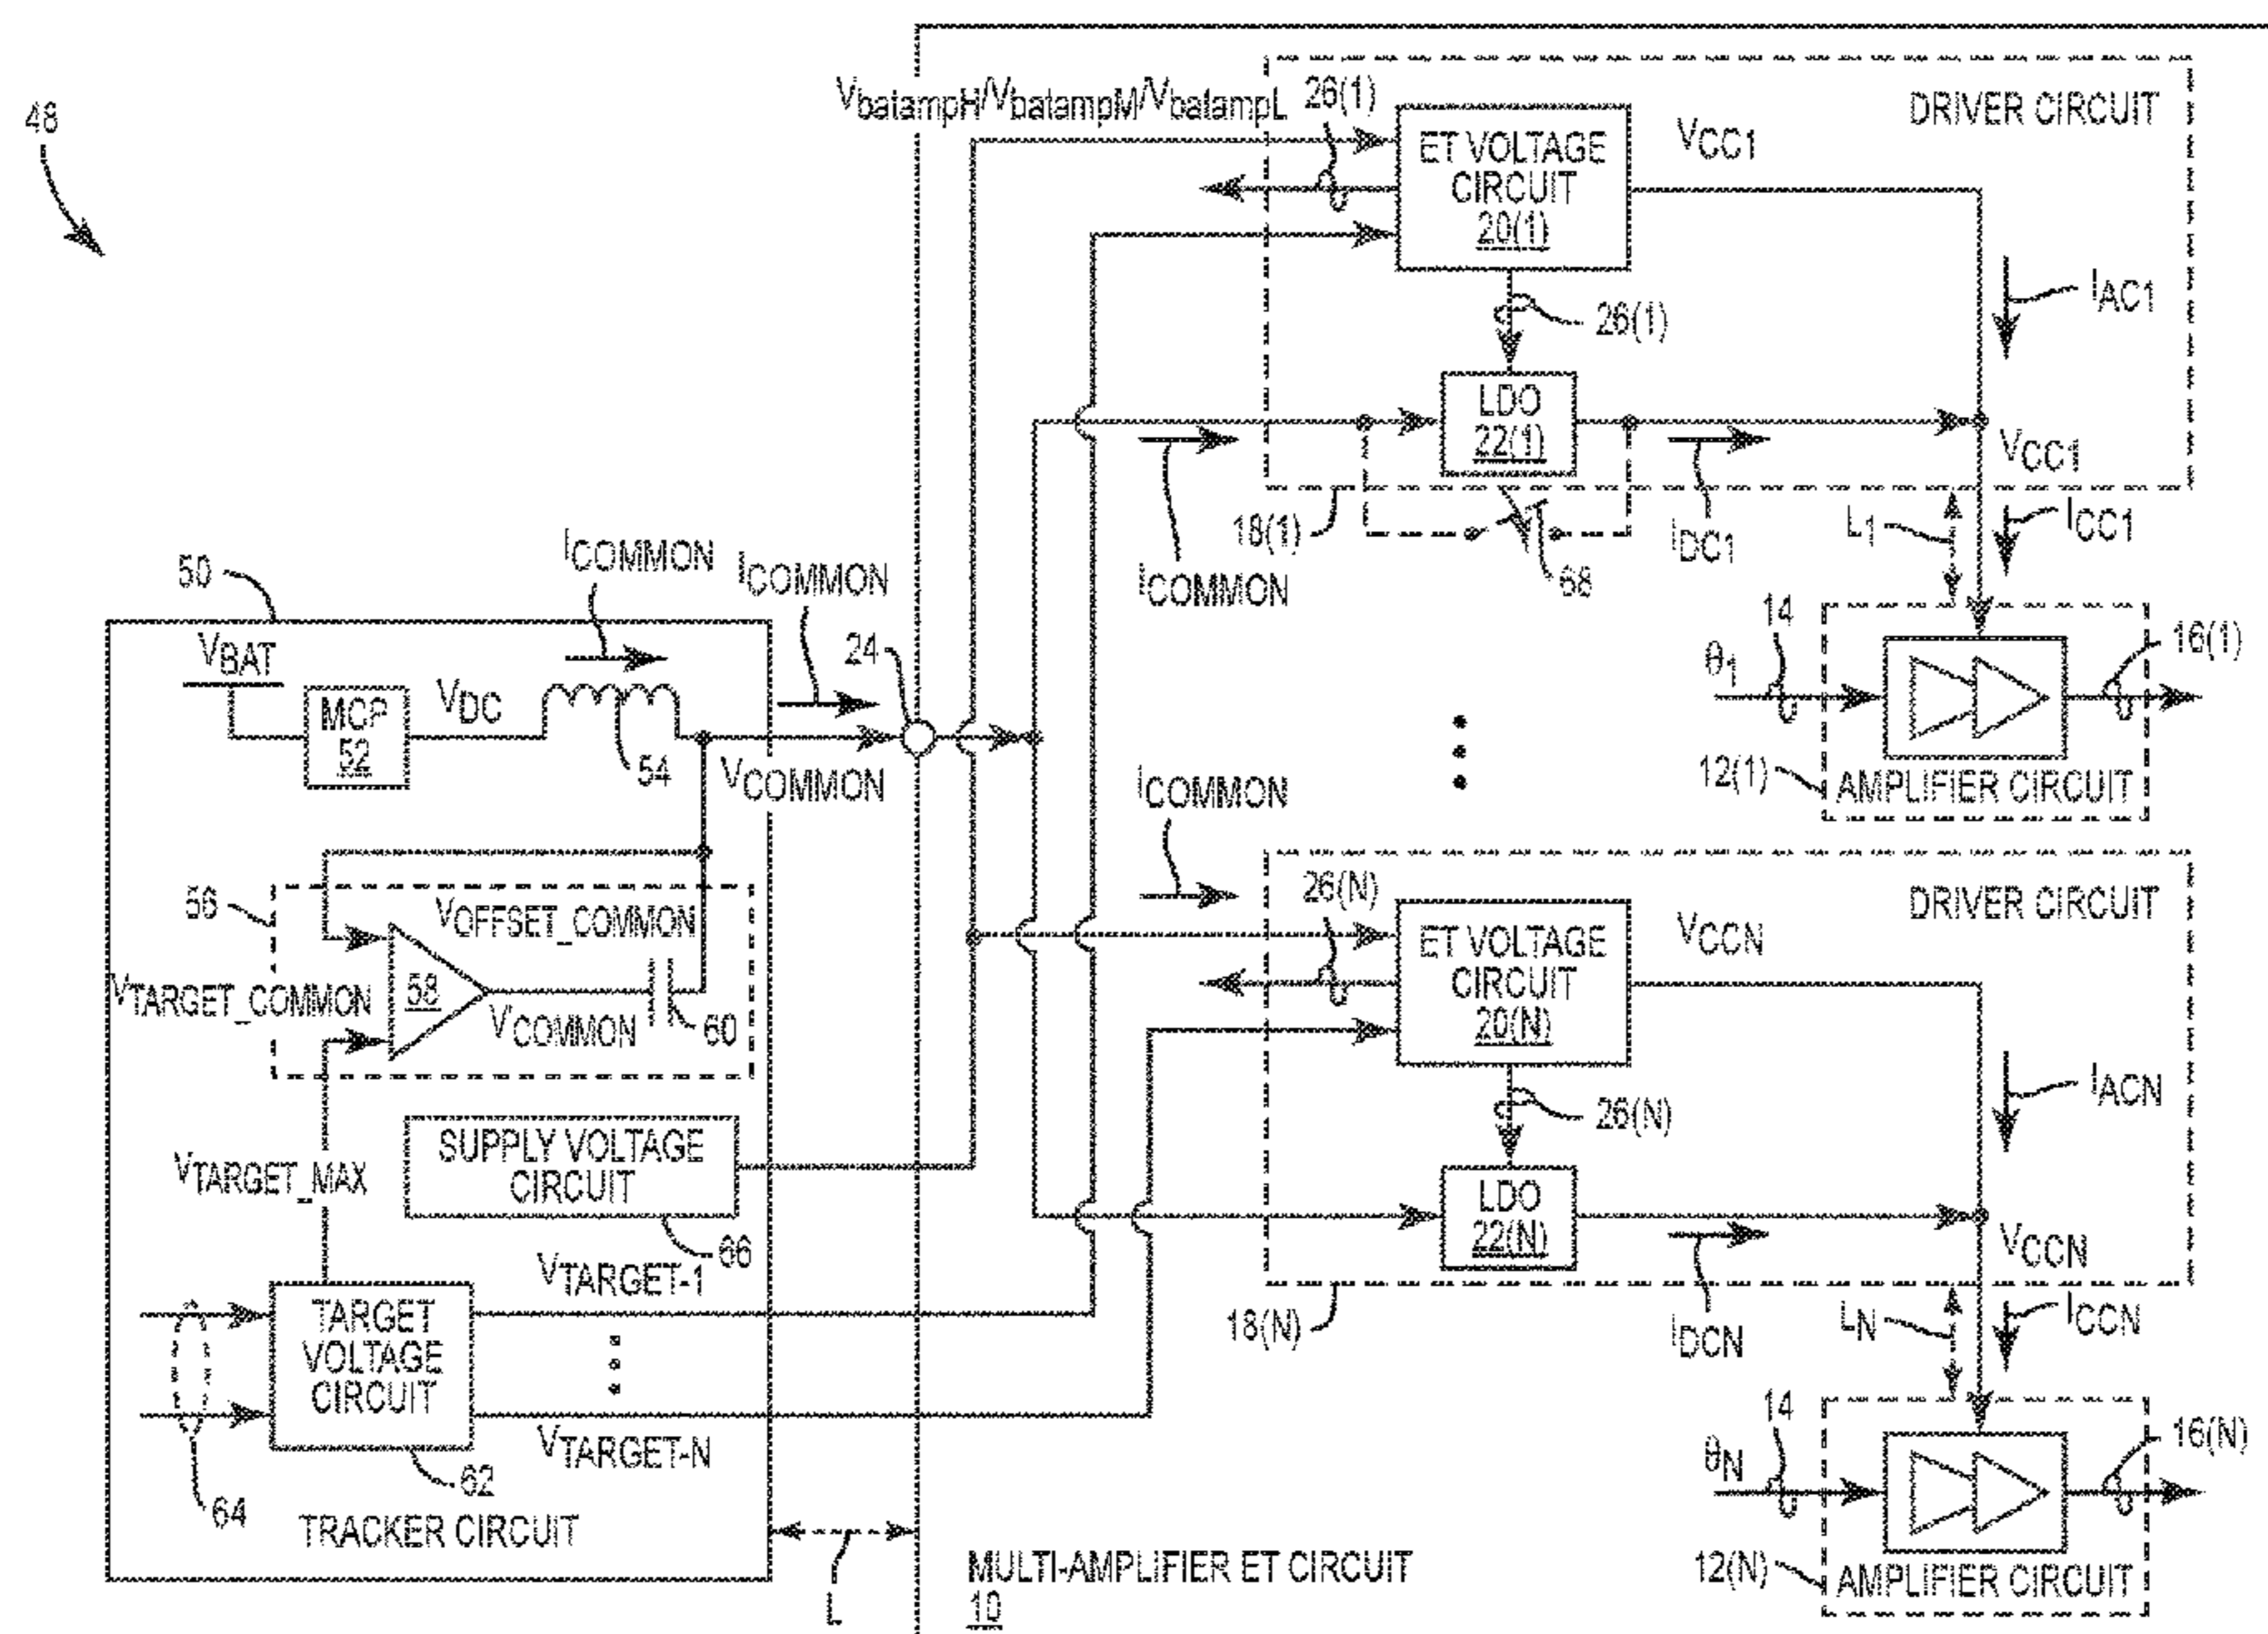 48
VbatampH/VbatampM/VbatampL
26(1)
DRIVER CIRCUIT
ET VOLTAGE
CIRCUIT
20(1)
VCC1
IAC1
26(1)
LDO
22(1)
VCC1
ICOMMON
18(1)
68
IDC1
L1
ICC1
50
ICOMMON
ICOMMON
24
VBAT
MCP
52
VDC
54
VCOMMON
θ1
14
16(1)
12(1)
AMPLIFIER CIRCUIT
ICOMMON
56
VOFFSET_COMMON
VTARGET_COMMON
58
V'COMMON
60
26(N)
DRIVER CIRCUIT
ET VOLTAGE
CIRCUIT
20(N)
VCCN
IACN
26(N)
VTARGET_MAX
SUPPLY VOLTAGE
CIRCUIT
66
LDO
22(N)
VCCN
VTARGET-1
18(N)
IDCN
LN
ICCN
TARGET
VOLTAGE
CIRCUIT
VTARGET-N
62
64
TRACKER CIRCUIT
L
MULTI-AMPLIFIER ET CIRCUIT
10
θN
14
16(N)
12(N)
AMPLIFIER CIRCUIT